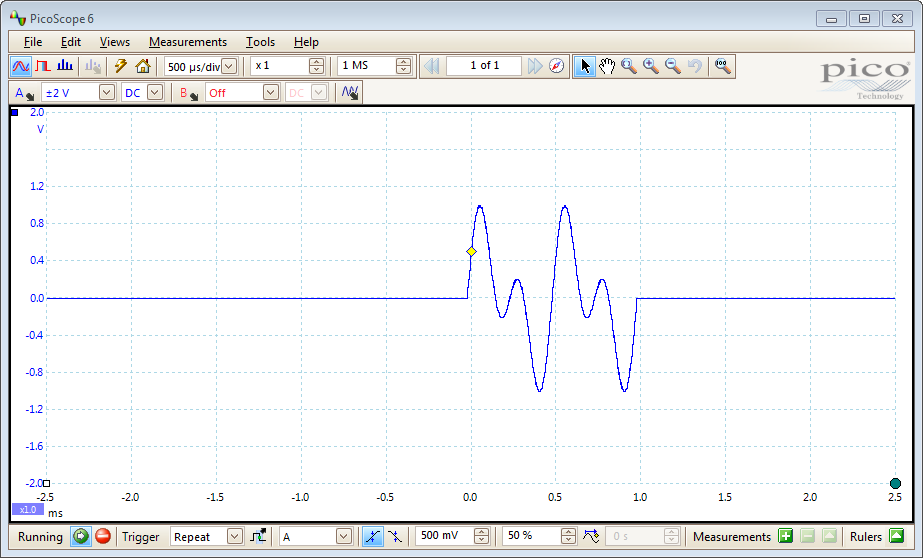 PicoScope 6
File Edit Views Measurements Tools Help
500 µs/div x 1 1 MS 1 of 1
A ±2 V DC B Off DC
pico
Technology
2.0
V
1.2
0.8
0.4
0.0
-0.4
-0.8
-1.2
-1.6
-2.0
-2.5 -2.0 -1.5 -1.0 -0.5 0.0 0.5 1.0 1.5 2.0 2.5
x1.0 ms
Running Trigger Repeat A 500 mV 50 % 0 s Measurements Rulers